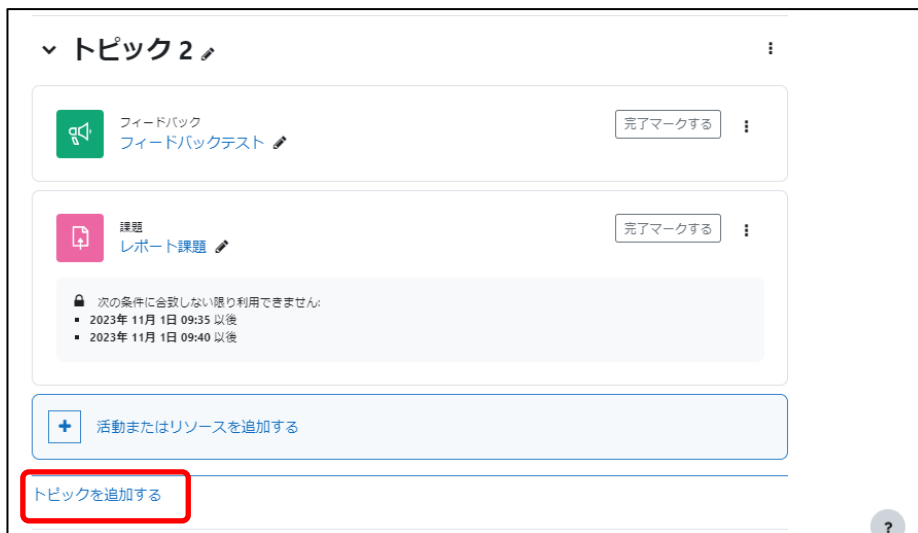 トピック 2
フィードバック
フィードバックテスト
完了マークする
課題
レポート課題
完了マークする
次の条件に合致しない限り利用できません:
2023年 11月 1日 09:35 以後
2023年 11月 1日 09:40 以後
+ 活動またはリソースを追加する
トピックを追加する
?